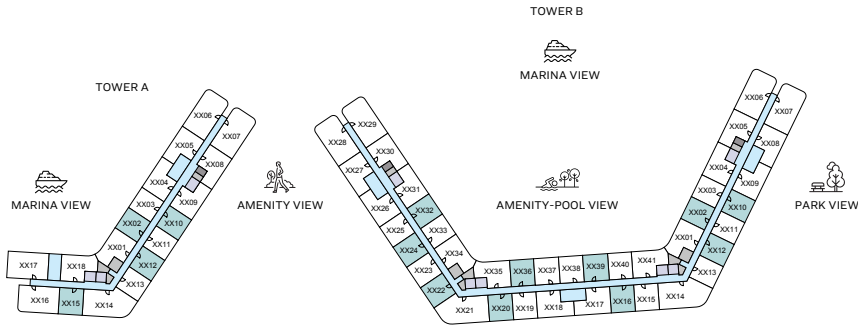 TOWER B
MARINA VIEW
TOWER A
MARINA VIEW
AMENITY VIEW
AMENITY-POOL VIEW
PARK VIEW
XX06
XX07
XX05
XX08
XX04
XX09
XX03
XX10
XX02
XX11
XX01
XX12
XX13
XX17
XX18
XX16
XX15
XX14
XX28
XX29
XX27
XX30
XX26
XX31
XX25
XX32
XX24
XX33
XX23
XX34
XX22
XX21
XX35
XX36
XX37
XX38
XX39
XX40
XX41
XX20
XX19
XX18
XX17
XX16
XX15
XX14
XX06
XX07
XX05
XX08
XX04
XX09
XX03
XX10
XX02
XX11
XX01
XX12
XX13